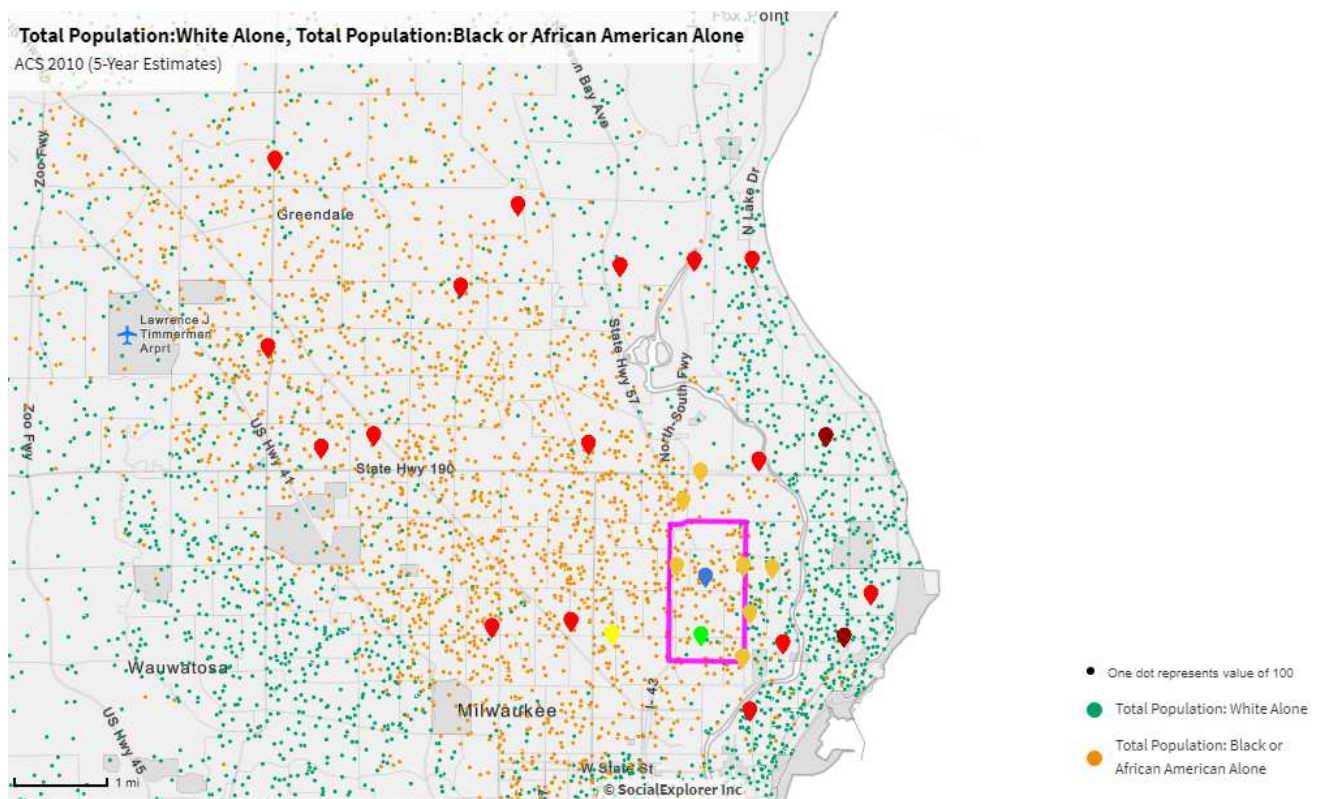 Fox Point
Total Population:White Alone, Total Population:Black or African American Alone
ACS 2010 (5-Year Estimates)
Bay Ave
Zoo Fwy
N Lake Dr
Greendale
Lawrence J
Timmerman
Arprt
State Hwy 57
North-South Fwy
Zoo Fwy
US Hwy 41
State Hwy 190
Wauwatosa
One dot represents value of 100
I-43
Milwaukee
Total Population: White Alone
US Hwy 45
Total Population: Black or
African American Alone
W State St
1 mi
© SocialExplorer Inc